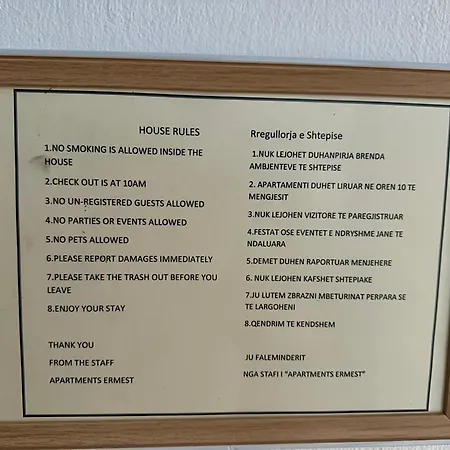 HOUSE RULES
1.NO SMOKING IS ALLOWED INSIDE THE
HOUSE
2.CHECK OUT IS AT 10AM
3.NO UN-REGISTERED GUESTS ALLOWED
4.NO PARTIES OR EVENTS ALLOWED
5.NO PETS ALLOWED
6.PLEASE REPORT DAMAGES IMMEDIATELY
7.PLEASE TAKE THE TRASH OUT BEFORE YOU
LEAVE
8.ENJOY YOUR STAY
THANK YOU
FROM THE STAFF
APARTMENTS ERMEST
Rregullorja e Shtepise
1.NUK LEJOHET DUHANPIRJA BRENDA
AMBJENTEVE TE SHTEPISE
2. APARTAMENTI DUHET LIRUAR NE OREN 10 TE
MENGJESIT
3.NUK LEJOHEN VIZITORE TE PAREGJISTRUAR
4.FESTAT OSE EVENTET E NDRYSHME JANE TE
NDALUARA
5.DEMET DUHEN RAPORTUAR MENJEHERE
6. NUK LEJOHEN KAFSHET SHTEPIAKE
7.JU LUTEM ZBRAZNI MBETURINAT PERPARA SE
TE LARGOHENI
8.QENDRIM TE KENDSHEM
JU FALEMINDERIT
NGA STAFI I "APARTMENTS ERMEST"